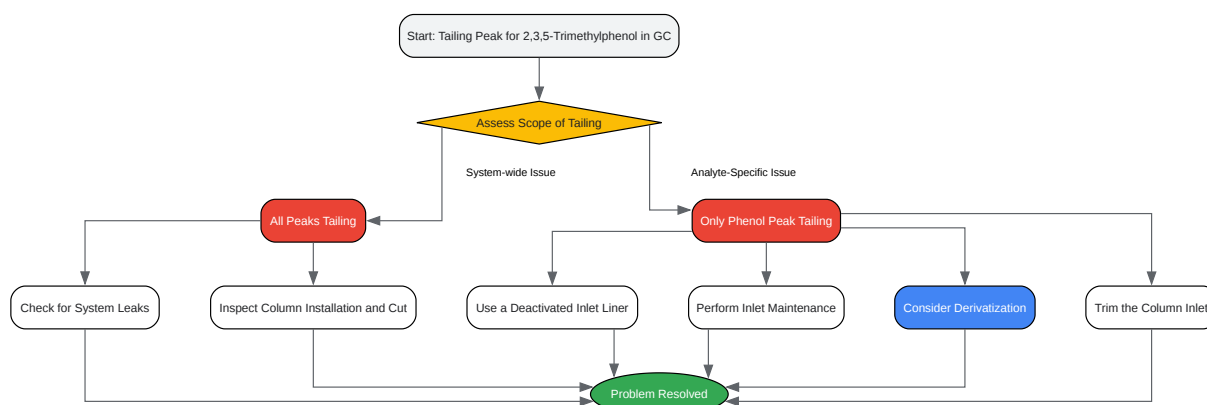 Start: Tailing Peak for 2,3,5-Trimethylphenol in GC
Assess Scope of Tailing
System-wide Issue
Analyte-Specific Issue
All Peaks Tailing
Only Phenol Peak Tailing
Check for System Leaks
Inspect Column Installation and Cut
Use a Deactivated Inlet Liner
Perform Inlet Maintenance
Consider Derivatization
Trim the Column Inlet
Problem Resolved